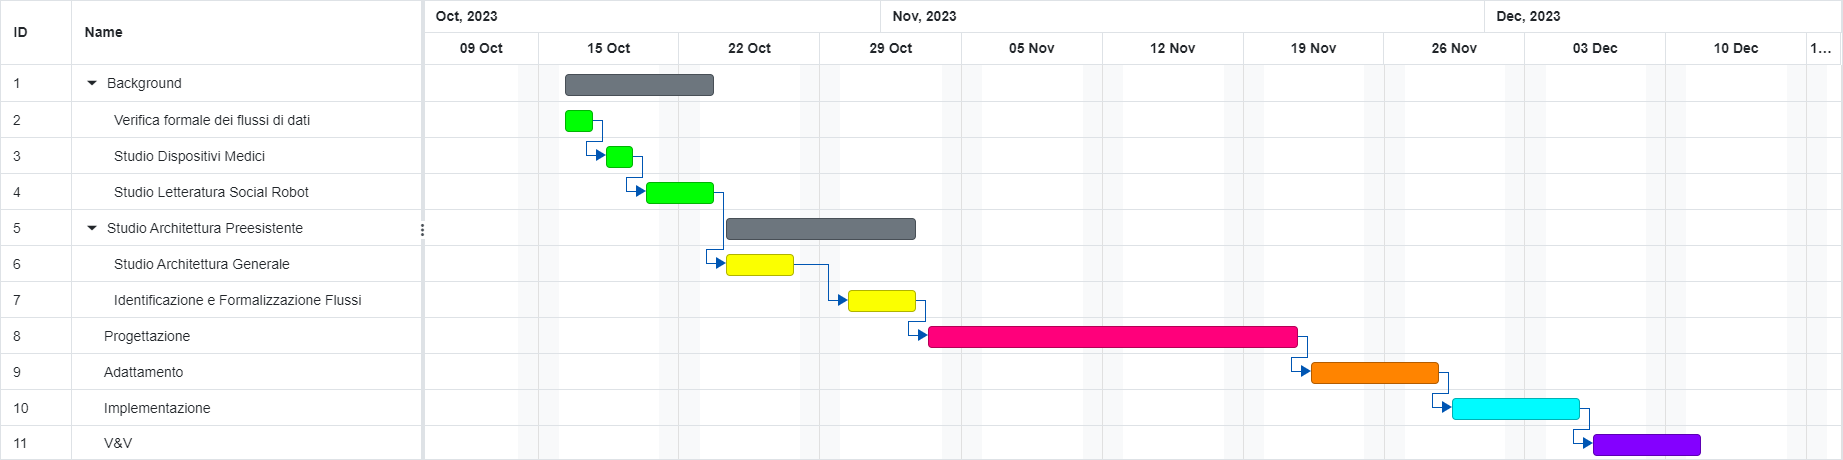 ID Name Oct, 2023 Nov, 2023 Dec, 2023
09 Oct 15 Oct 22 Oct 29 Oct 05 Nov 12 Nov 19 Nov 26 Nov 03 Dec 10 Dec 1...
1 Background
2 Verifica formale dei flussi di dati
3 Studio Dispositivi Medici
4 Studio Letteratura Social Robot
5 Studio Architettura Preesistente
6 Studio Architettura Generale
7 Identificazione e Formalizzazione Flussi
8 Progettazione
9 Adattamento
10 Implementazione
11 V&V